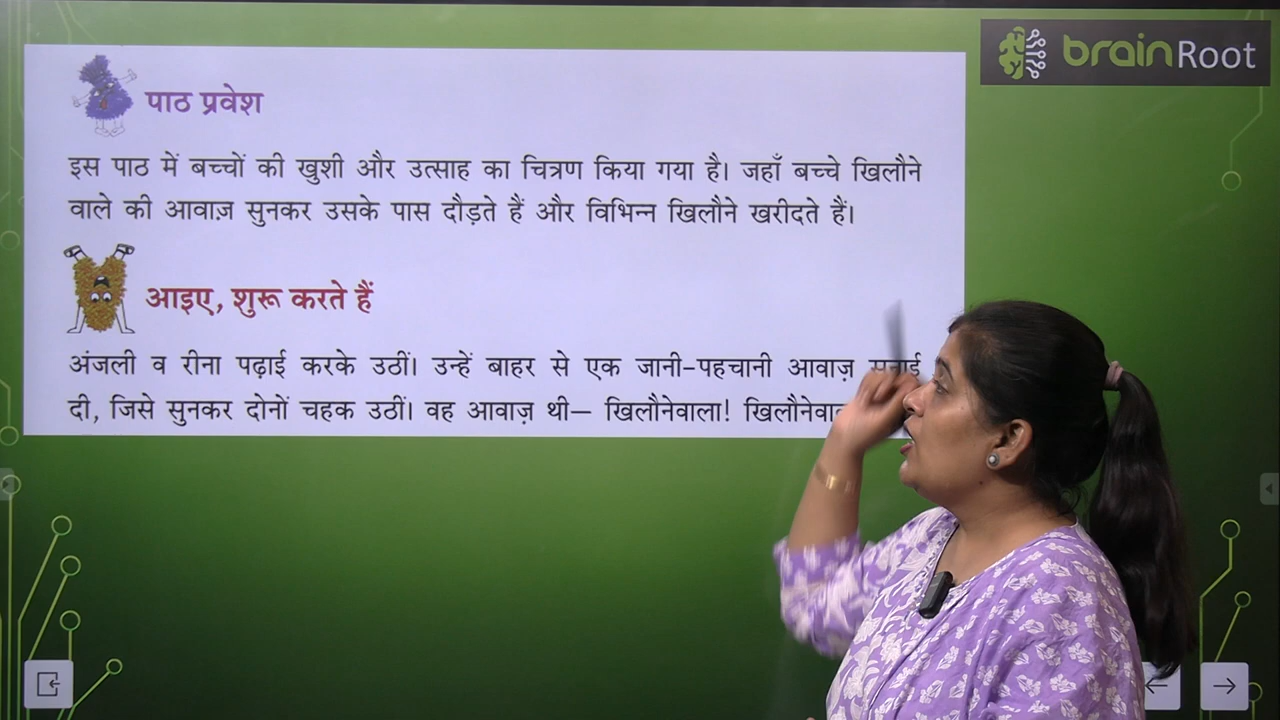 brainRoot
पाठ प्रवेश
इस पाठ में बच्चों की खुशी और उत्साह का चित्रण किया गया है। जहाँ बच्चे खिलौने
वाले की आवाज़ सुनकर उसके पास दौड़ते हैं और विभिन्न खिलौने खरीदते हैं।
आइए, शुरू करते हैं
अंजली व रीना पढ़ाई करके उठीं। उन्हें बाहर से एक जानी-पहचानी आवाज़ सुनाई
दी, जिसे सुनकर दोनों चहक उठीं। वह आवाज़ थी— खिलौनेवाला!